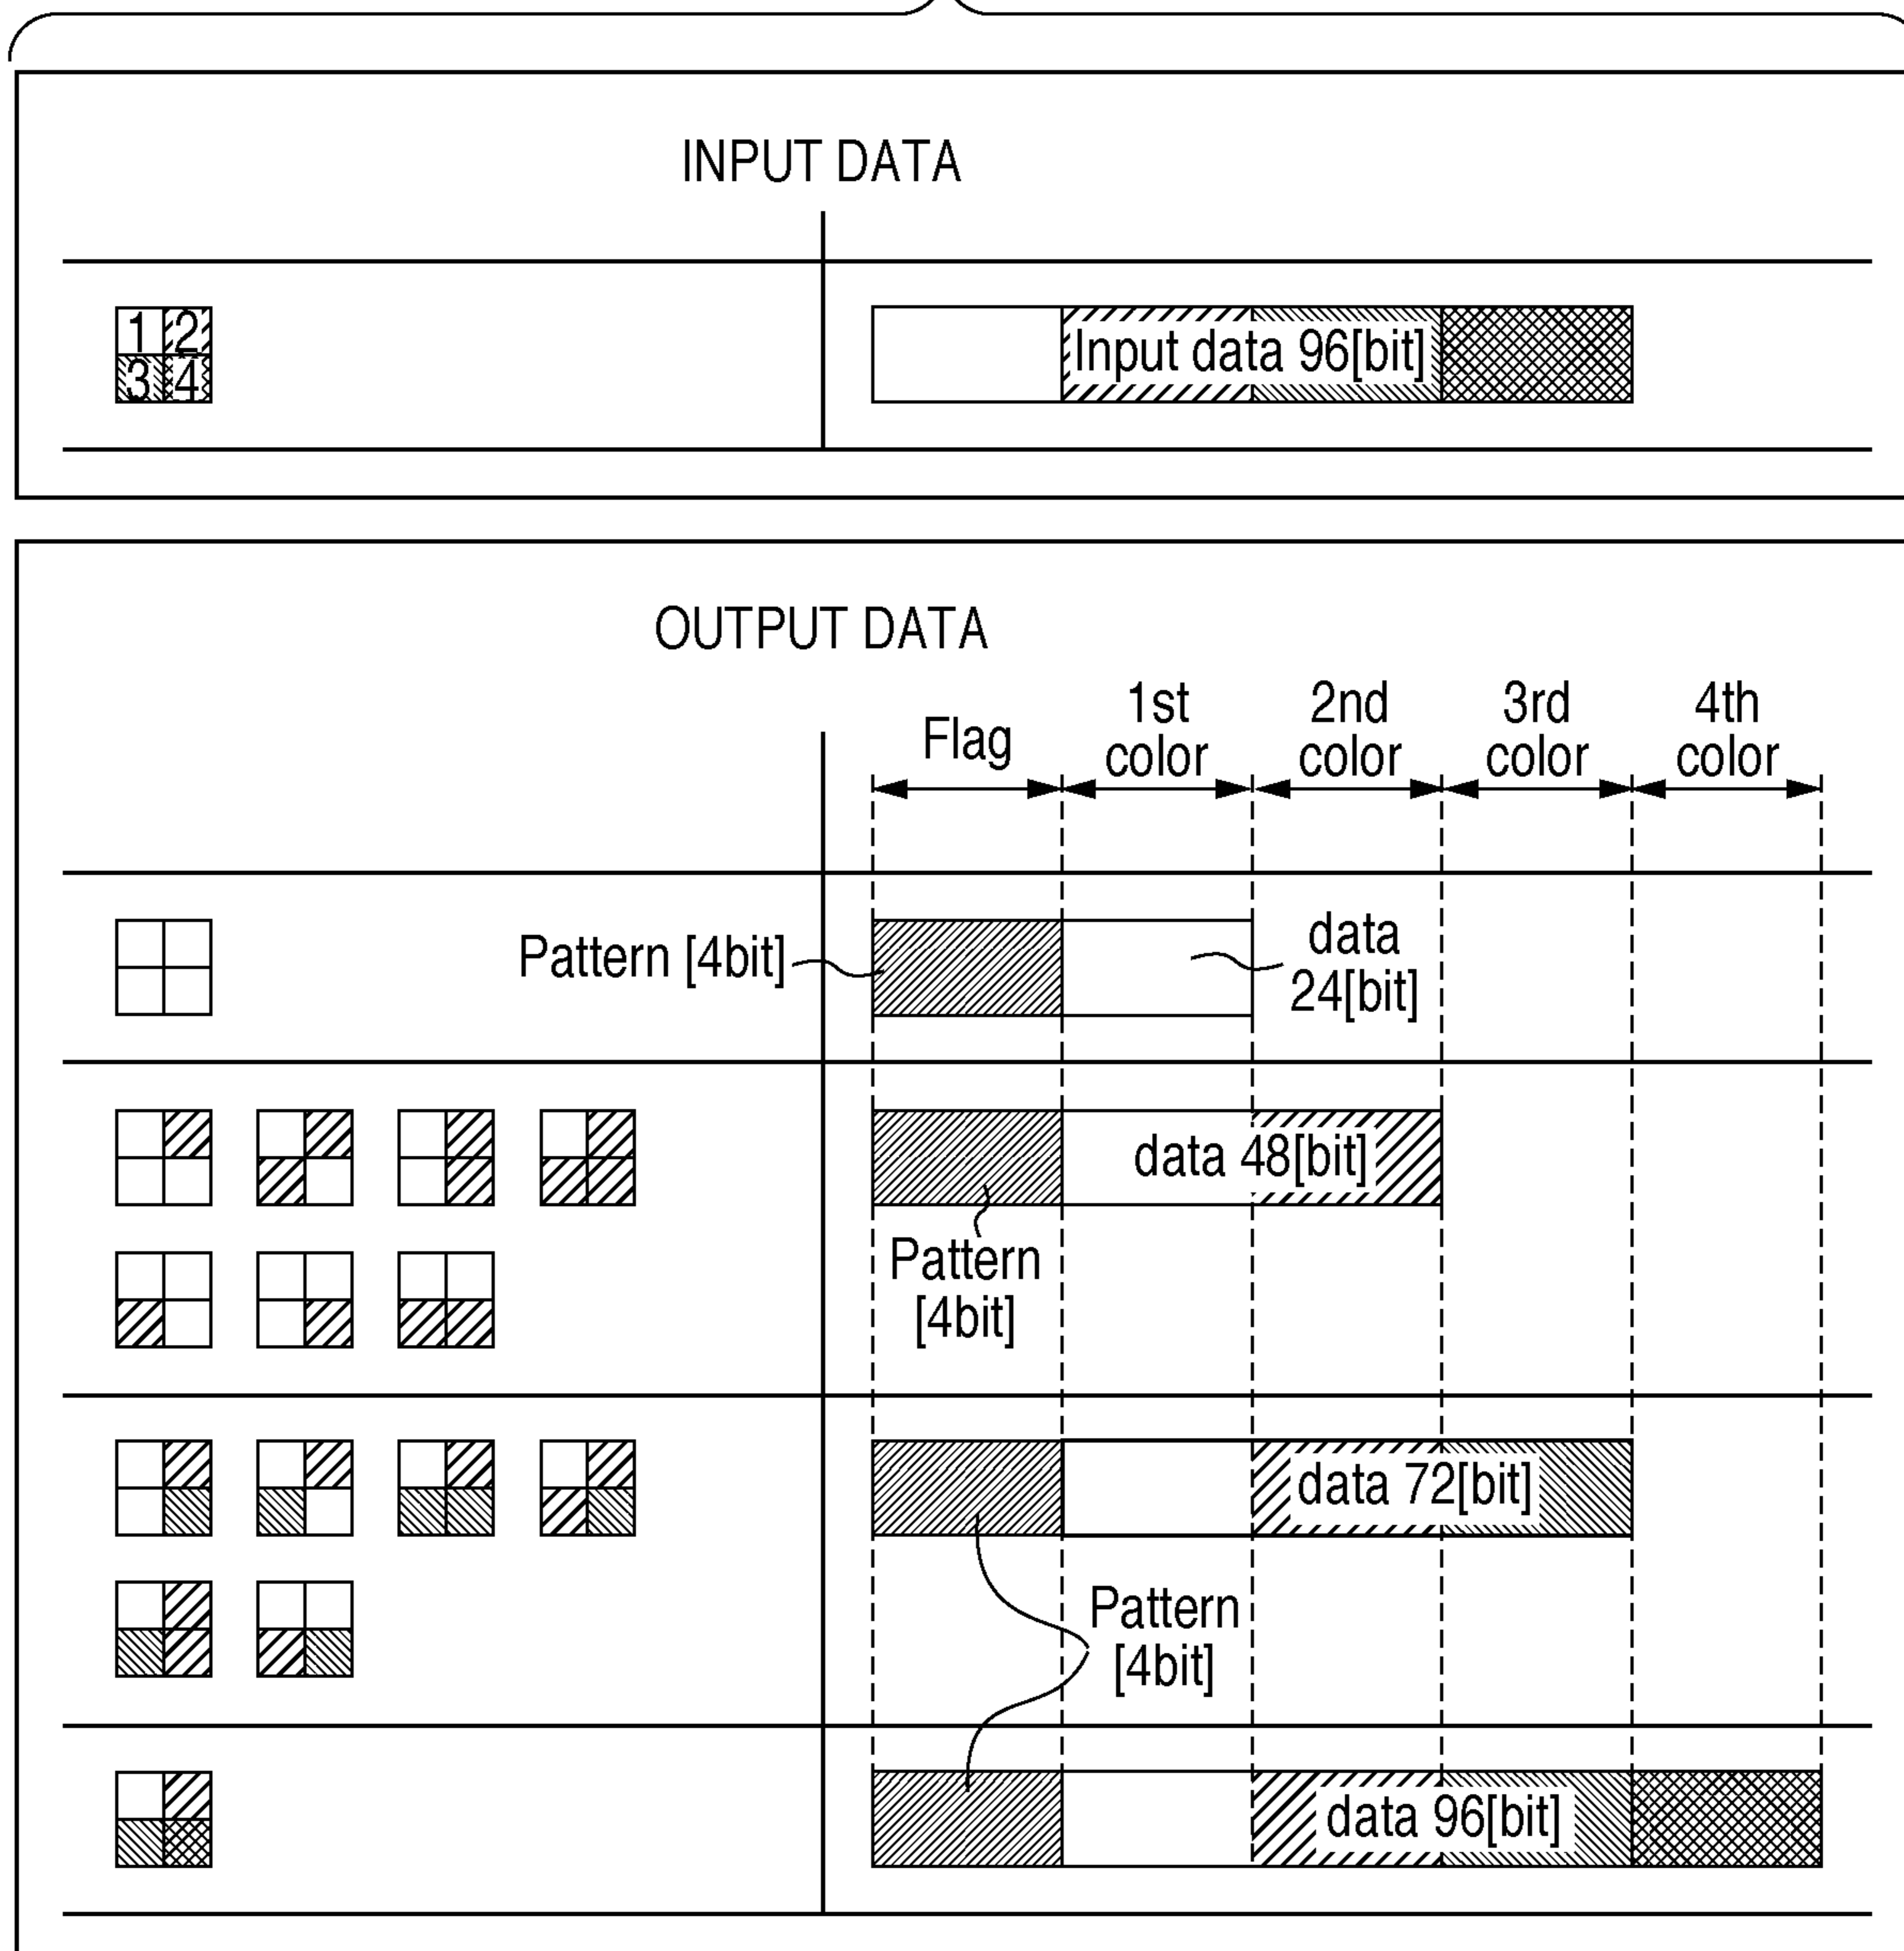 INPUT DATA
1 2
3 4
Input data 96[bit]
OUTPUT DATA
Flag
1st
color
2nd
color
3rd
color
4th
color
Pattern [4bit]
data
24[bit]
data 48[bit]
Pattern
[4bit]
data 72[bit]
Pattern
[4bit]
data 96[bit]